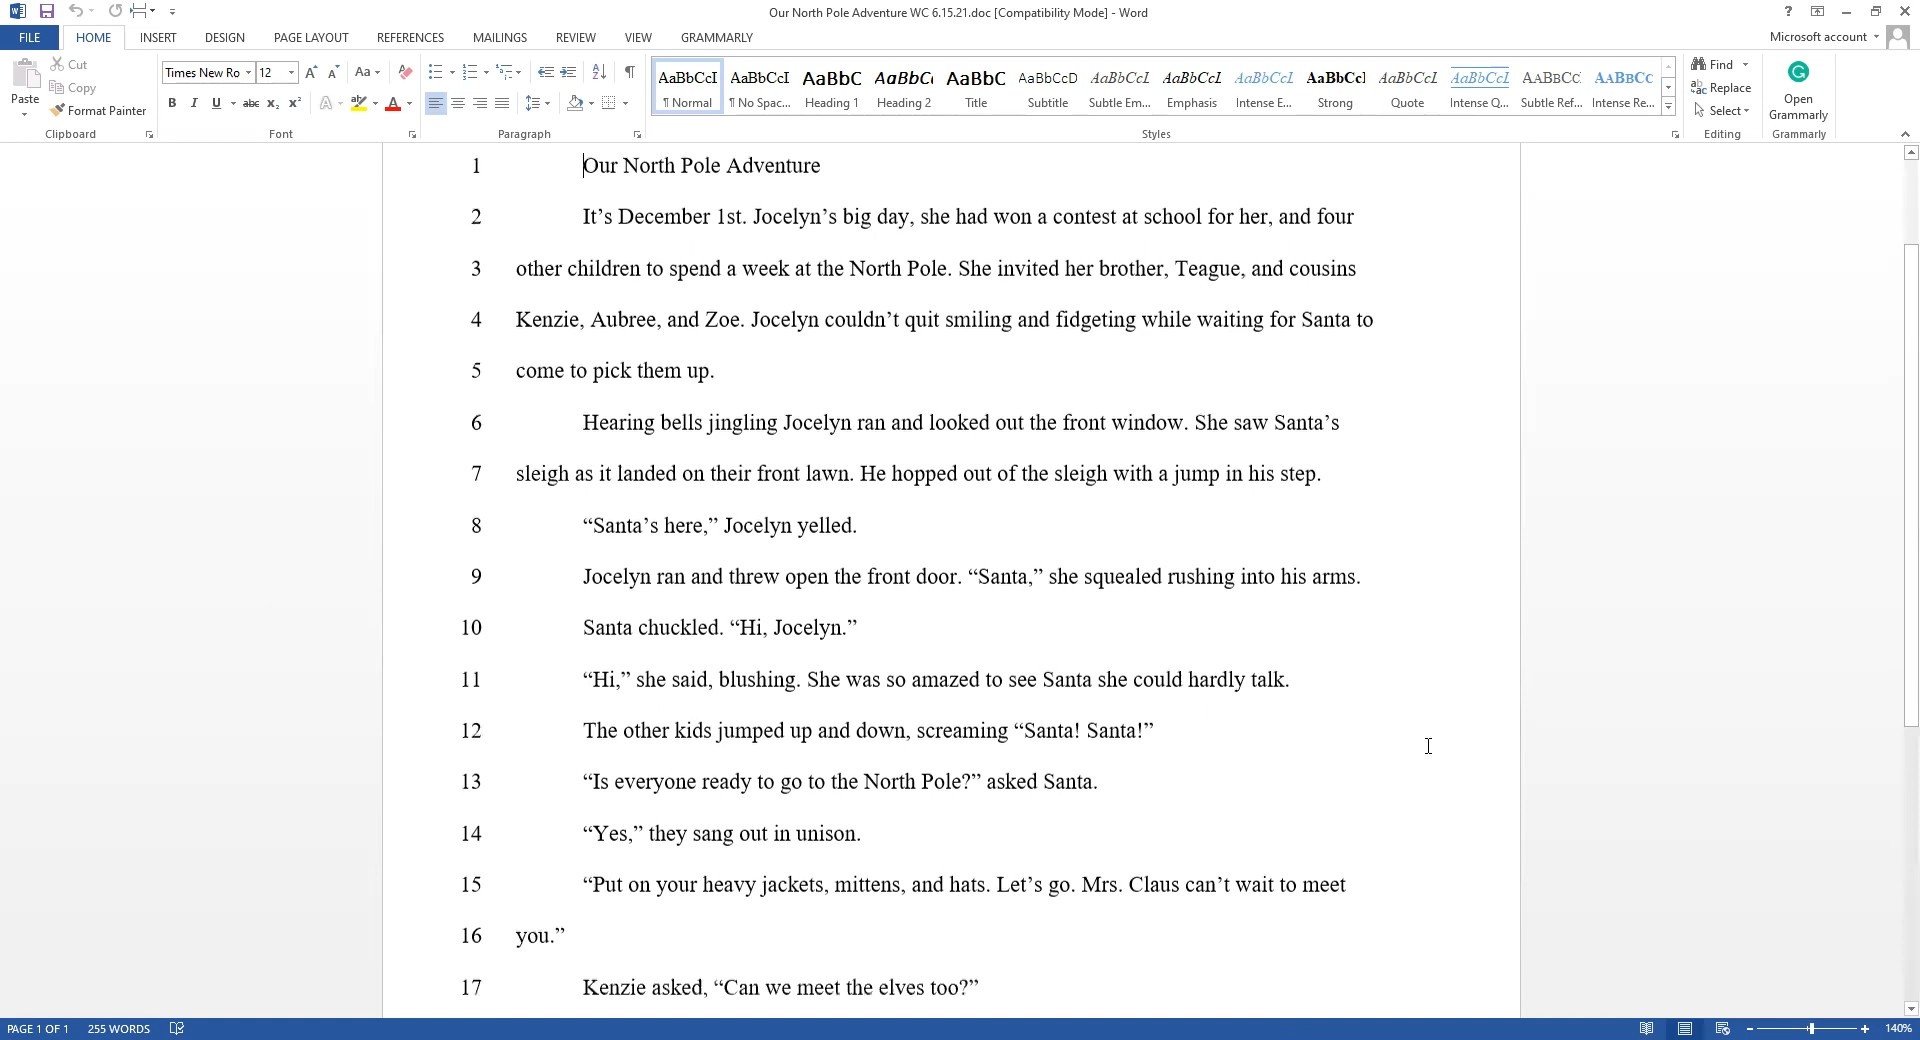 Our North Pole Adventure WC 6.15.21.doc [Compatibility Mode] - Word
?
FILE HOME INSERT DESIGN PAGE LAYOUT REFERENCES MAILINGS REVIEW VIEW GRAMMARLY Microsoft account
Paste
Cut
Copy
Format Painter
Clipboard
Times New Ro 12 A A Aa
B I U abc X₂ X² A ab A
Font
Paragraph
AaBbCcI AaBbCcI AaBbC AaBbCc AaBbC AaBbCcD AaBbCcL AaBbCcL AaBbCcL AaBbCcI AaBbCcL AaBbCcL AABBCC AABBCC
¶ Normal ¶ No Spac... Heading 1 Heading 2 Title Subtitle Subtle Em... Emphasis Intense E... Strong Quote Intense Q... Subtle Ref... Intense Re...
Styles
Find
Replace
Select
Editing
Open
Grammarly
Grammarly
1 Our North Pole Adventure
2 It’s December 1st. Jocelyn’s big day, she had won a contest at school for her, and four
3 other children to spend a week at the North Pole. She invited her brother, Teague, and cousins
4 Kenzie, Aubree, and Zoe. Jocelyn couldn’t quit smiling and fidgeting while waiting for Santa to
5 come to pick them up.
6 Hearing bells jingling Jocelyn ran and looked out the front window. She saw Santa’s
7 sleigh as it landed on their front lawn. He hopped out of the sleigh with a jump in his step.
8 “Santa’s here,” Jocelyn yelled.
9 Jocelyn ran and threw open the front door. “Santa,” she squealed rushing into his arms.
10 Santa chuckled. “Hi, Jocelyn.”
11 “Hi,” she said, blushing. She was so amazed to see Santa she could hardly talk.
12 The other kids jumped up and down, screaming “Santa! Santa!”
13 “Is everyone ready to go to the North Pole?” asked Santa.
14 “Yes,” they sang out in unison.
15 “Put on your heavy jackets, mittens, and hats. Let’s go. Mrs. Claus can’t wait to meet
16 you.”
17 Kenzie asked, “Can we meet the elves too?”
PAGE 1 OF 1 255 WORDS 140%